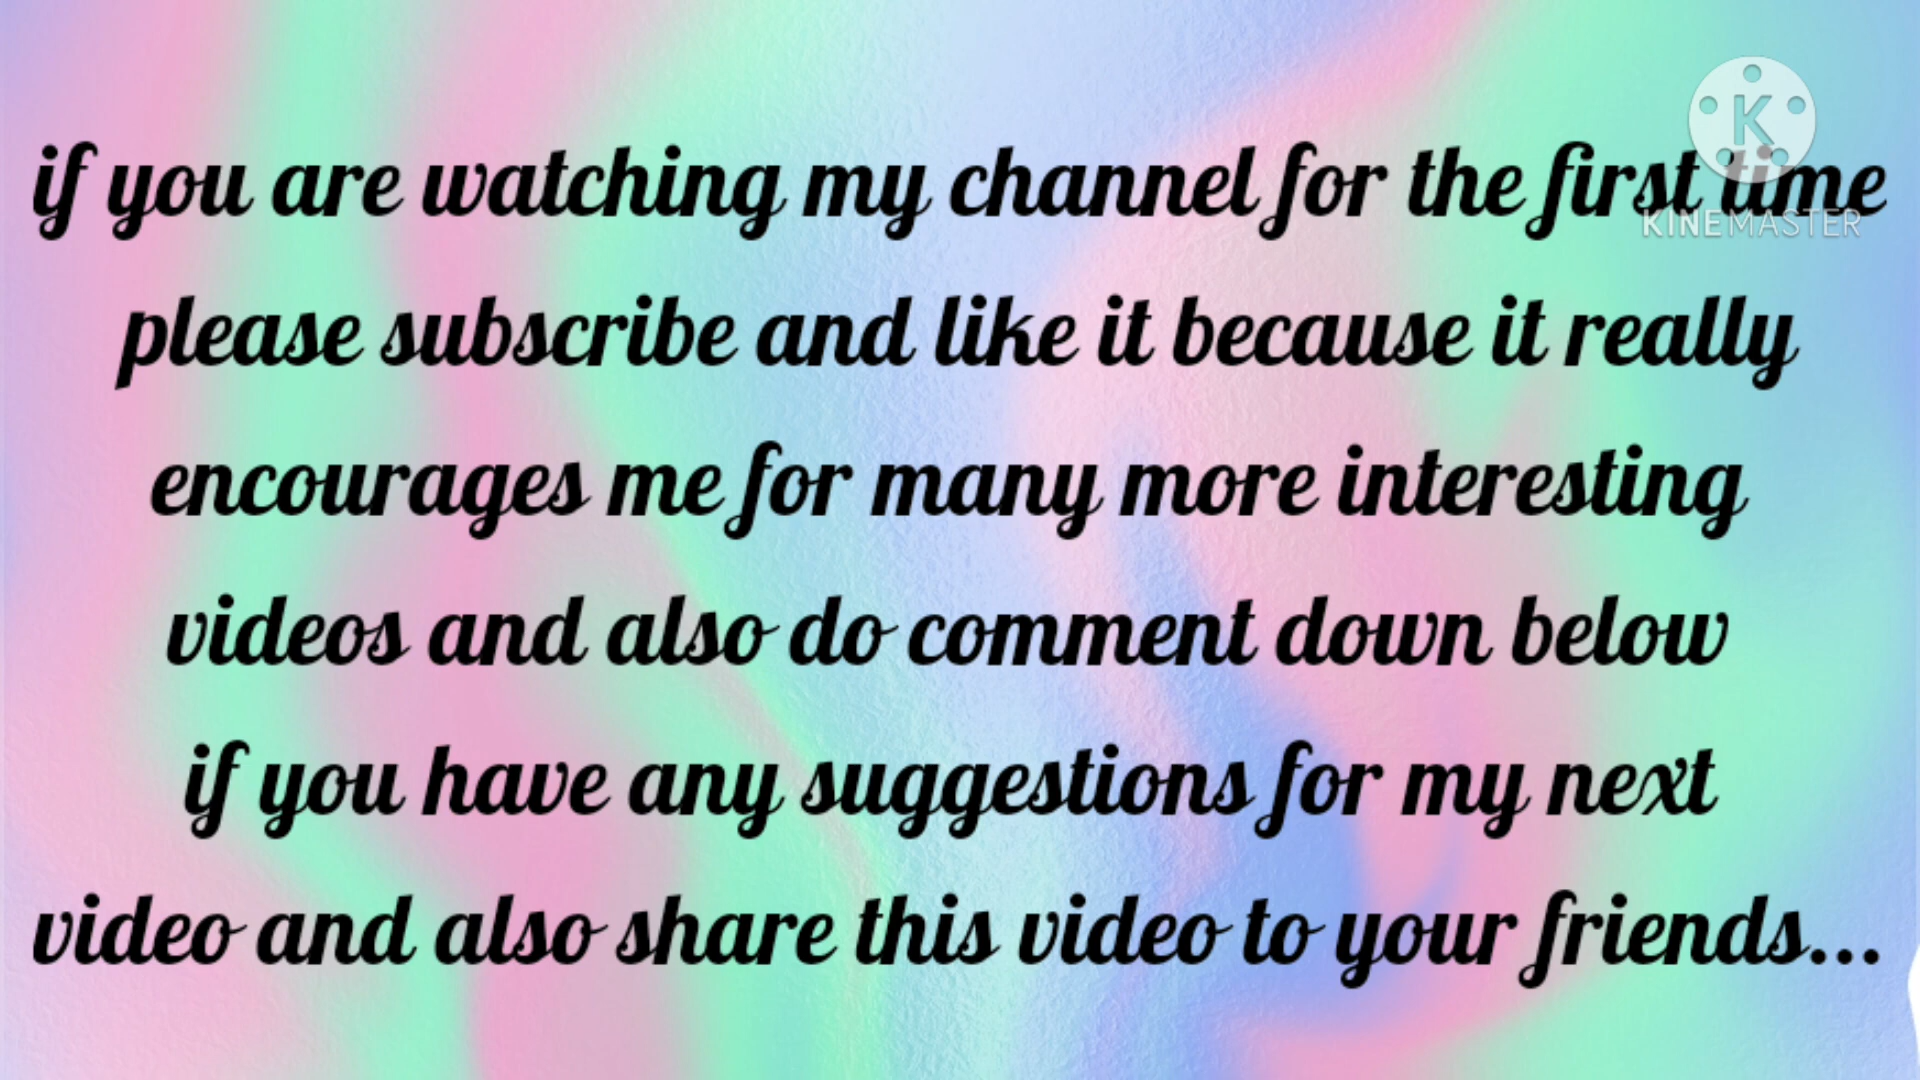 if you are watching my channel for the first time
please subscribe and like it because it really
encourages me for many more interesting
videos and also do comment down below
if you have any suggestions for my next
video and also share this video to your friends...
K
KINEMASTER